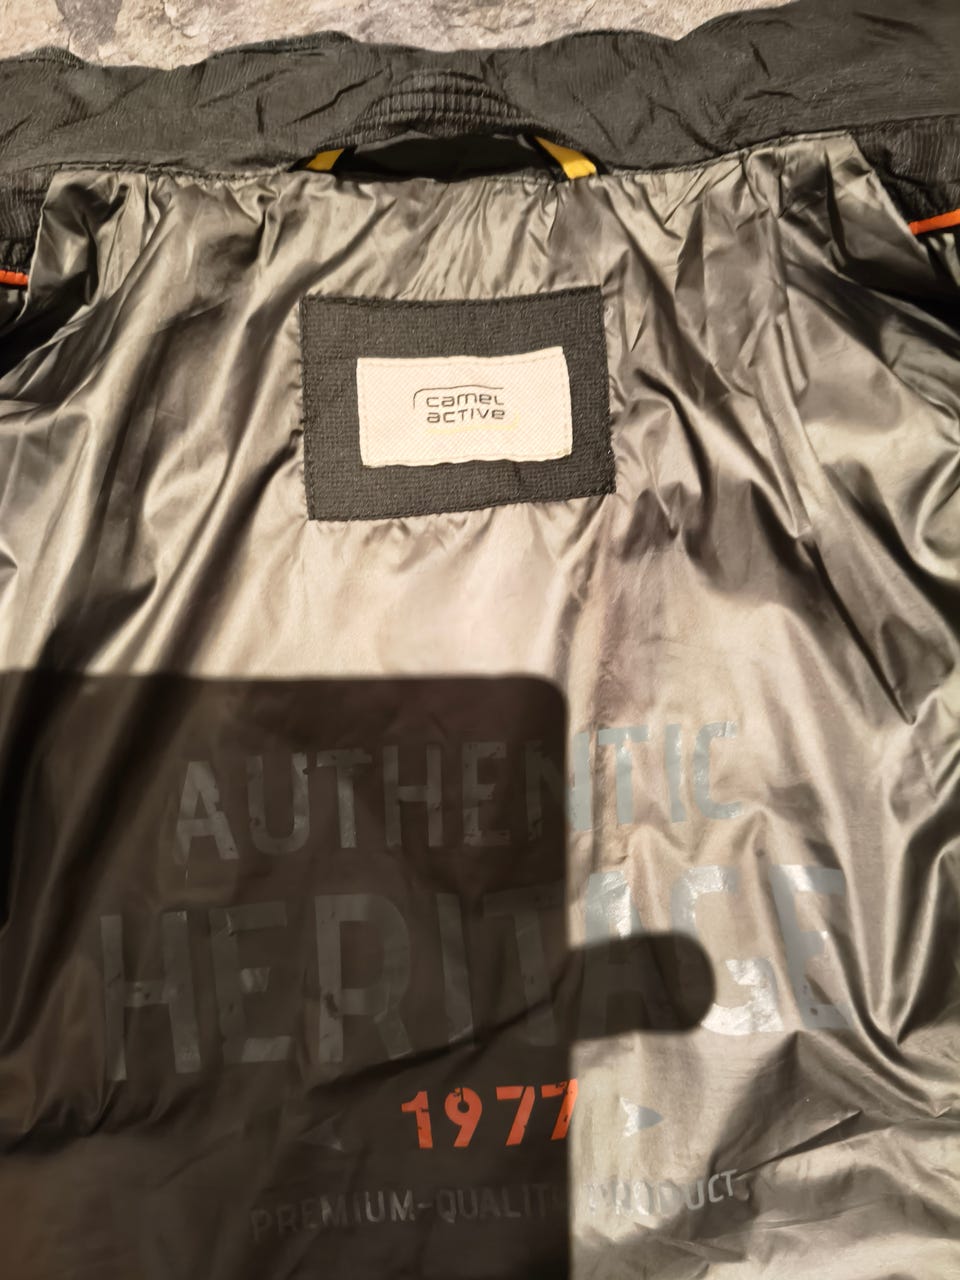 camel
active
AUTHENTIC
HERITAGE
1977
PREMIUM-QUALITY PRODUCT